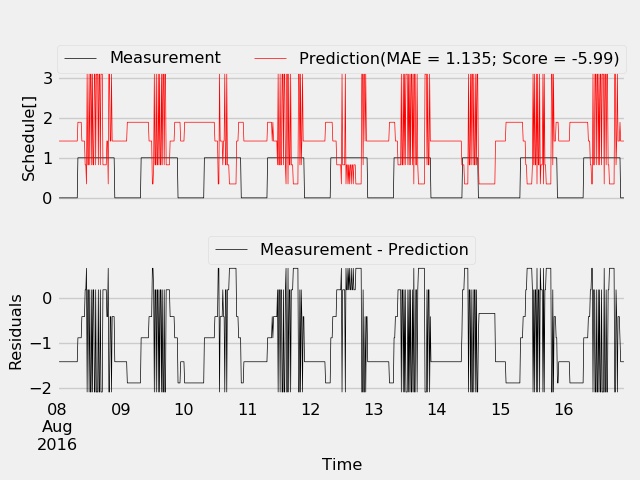 Measurement
Prediction(MAE = 1.135; Score = -5.99)
3
2
1
0
Schedule[]
Measurement - Prediction
0
−1
−2
Residuals
08 09 10 11 12 13 14 15 16
Aug
2016
Time